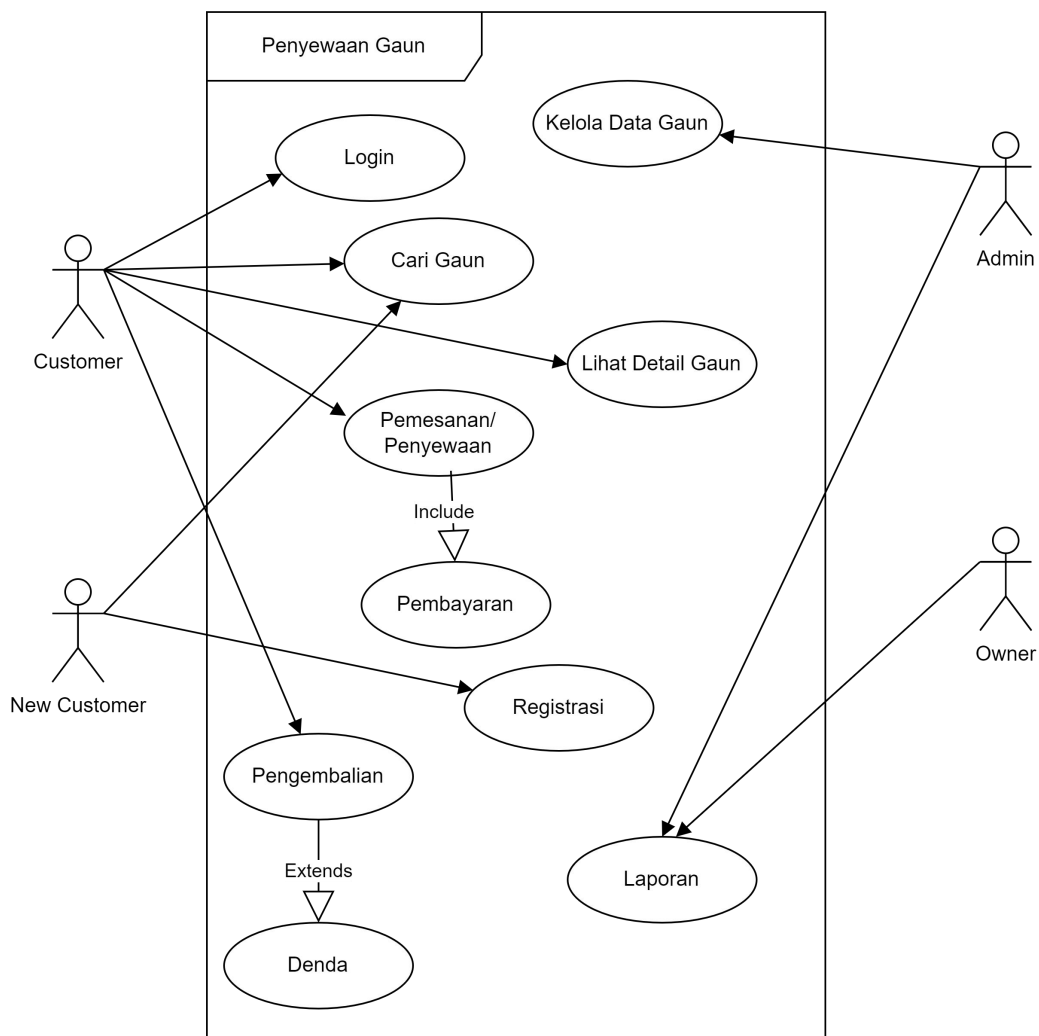 Penyewaan Gaun
Kelola Data Gaun
Login
Cari Gaun
Admin
Customer
Lihat Detail Gaun
Pemesanan/
Penyewaan
Include
Pembayaran
Owner
New Customer
Registrasi
Pengembalian
Extends
Laporan
Denda